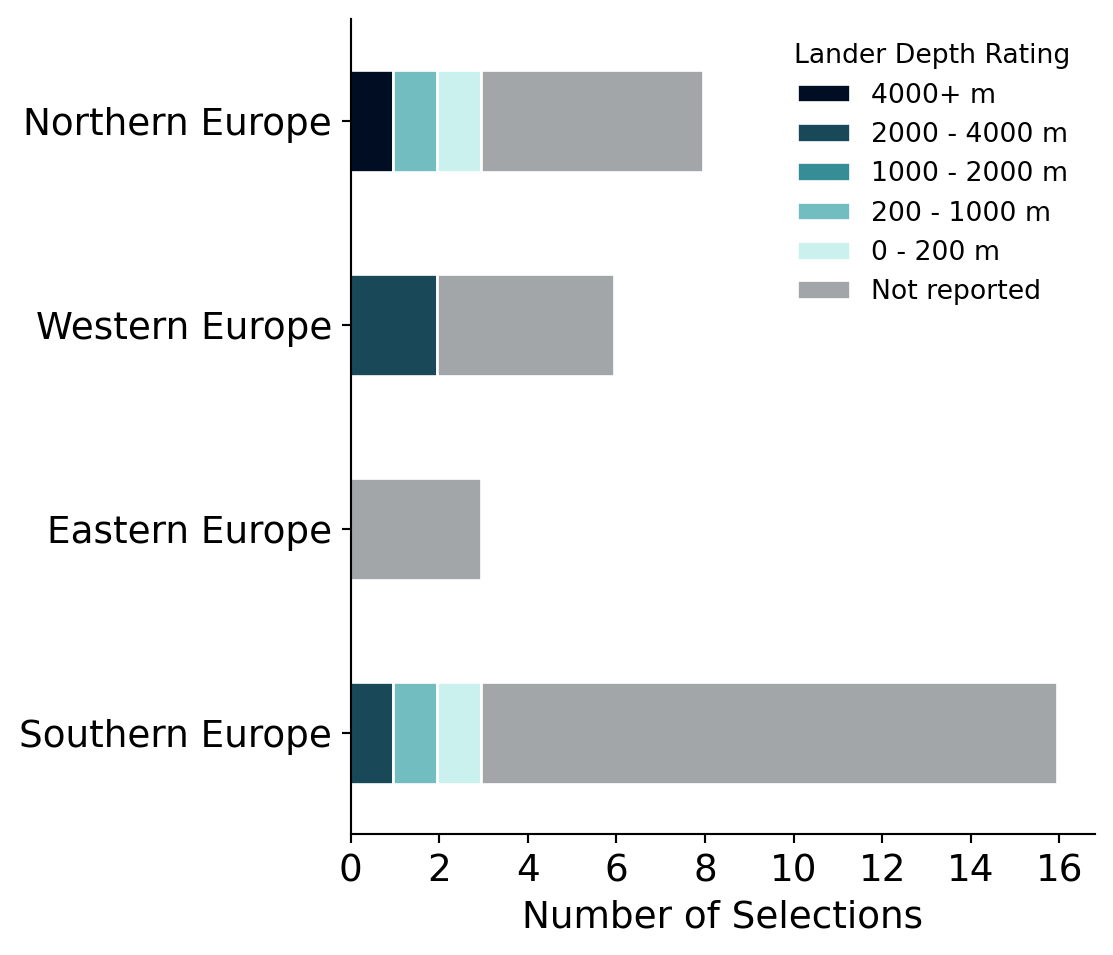 Lander Depth Rating
4000+ m
2000 - 4000 m
1000 - 2000 m
200 - 1000 m
0 - 200 m
Not reported
Northern Europe
Western Europe
Eastern Europe
Southern Europe
0 2 4 6 8 10 12 14 16
Number of Selections